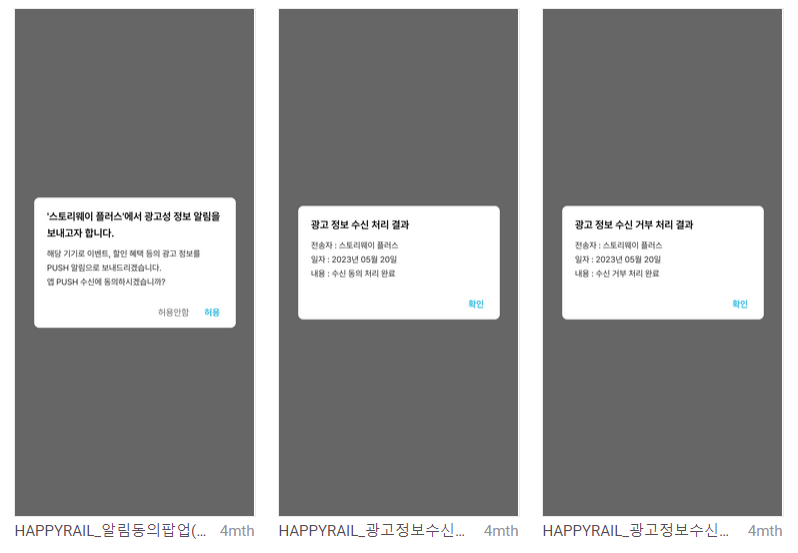 '스토리웨이 플러스'에서 광고성 정보 알림을
보내고자 합니다.
해당 기기로 이벤트, 할인 혜택 등의 광고 정보를
PUSH 알림으로 보내드리겠습니다.
앱 PUSH 수신에 동의하시겠습니까?
허용안함 허용
광고 정보 수신 처리 결과
전송자 : 스토리웨이 플러스
일자 : 2023년 05월 20일
내용 : 수신 동의 처리 완료
확인
광고 정보 수신 거부 처리 결과
전송자 : 스토리웨이 플러스
일자 : 2023년 05월 20일
내용 : 수신 거부 처리 완료
확인
HAPPYRAIL_알림동의팝업(... 4mth
HAPPYRAIL_광고정보수신... 4mth
HAPPYRAIL_광고정보수신... 4mth